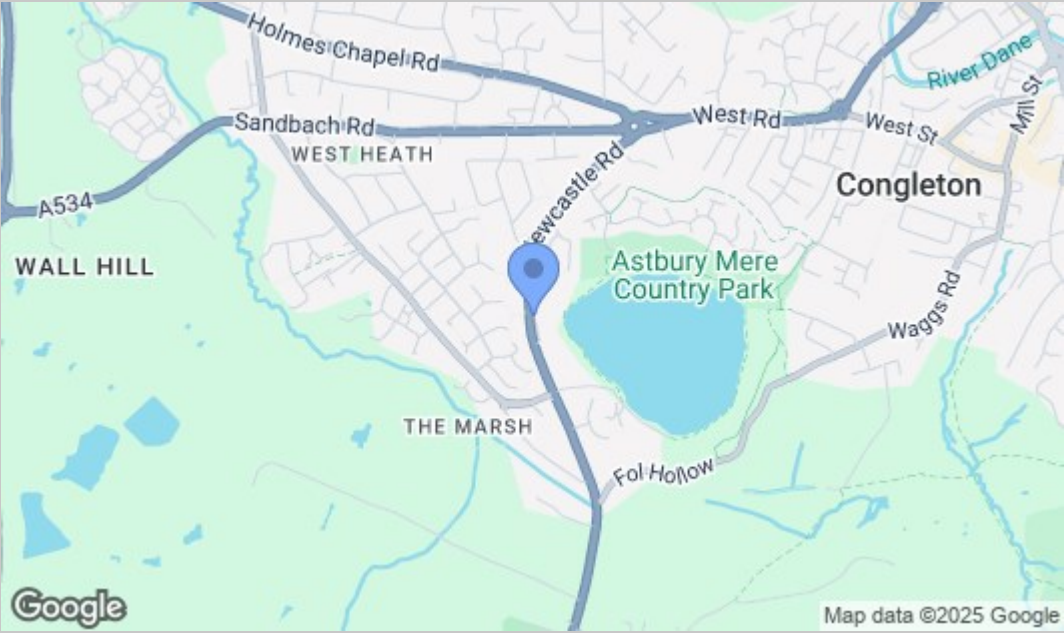 Holmes Chapel Rd
River Dane
Mill St
West Rd
West St
Sandbach Rd
WEST HEATH
Newcastle Rd
Congleton
A534
WALL HILL
Astbury Mere
Country Park
Waggs Rd
THE MARSH
Fol Hollow
Google
Map data ©2025 Google